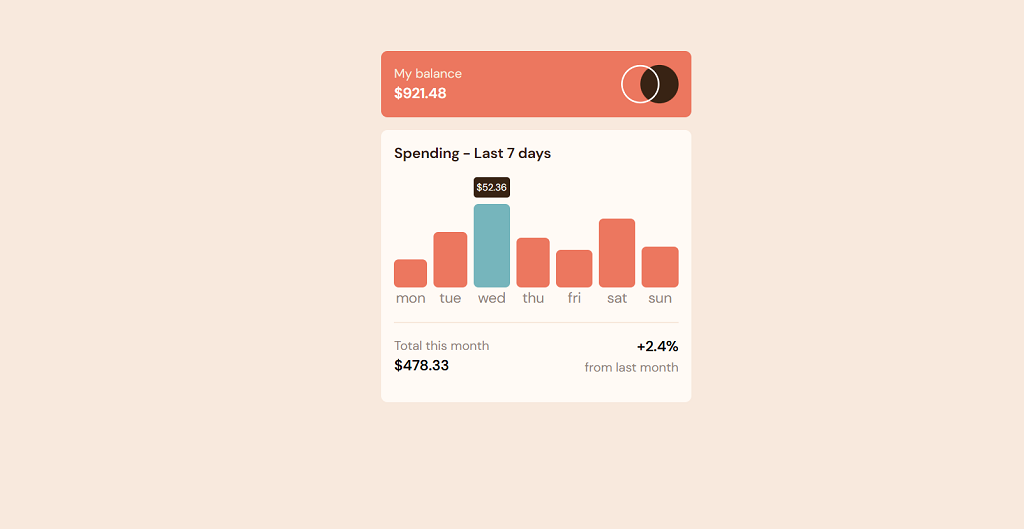 My balance
$921.48
Spending - Last 7 days
$52.36
mon tue wed thu fri sat sun
Total this month
$478.33
+2.4%
from last month